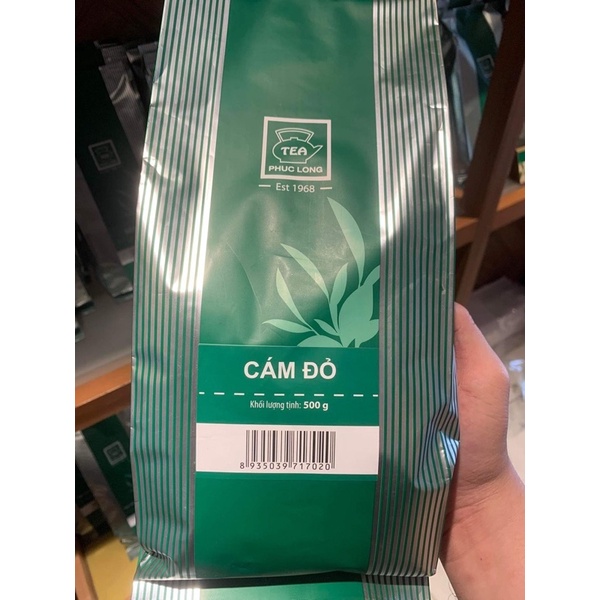 TEA
PHUC LONG
Est 1968
CÁM ĐỎ
Khối lượng tịnh: 500 g
8 935039 717020